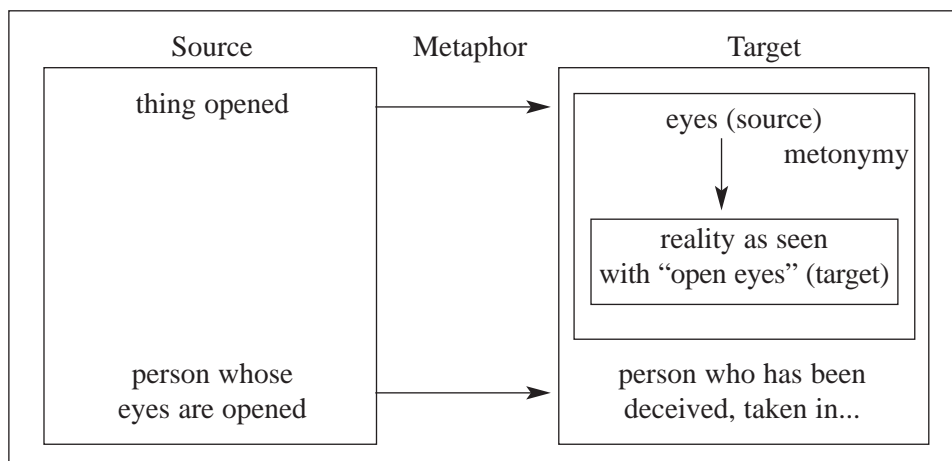 Source
Metaphor
Target
thing opened
eyes (source)
metonymy
reality as seen
with “open eyes” (target)
person whose
eyes are opened
person who has been
deceived, taken in...